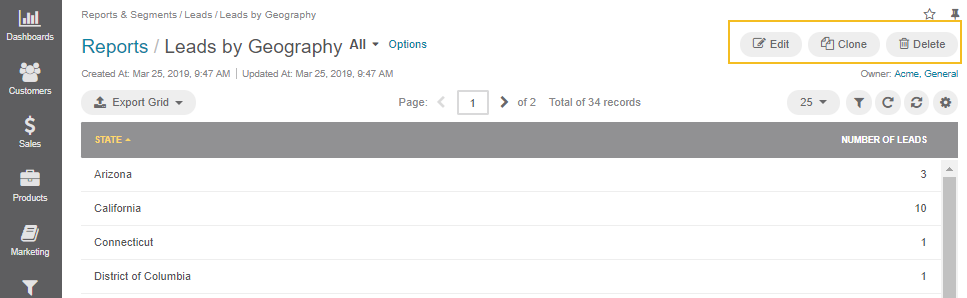 Reports & Segments / Leads / Leads by Geography
Dashboards
Reports / Leads by Geography All Options
Edit Clone Delete
Created At: Mar 25, 2019, 9:47 AM | Updated At: Mar 25, 2019, 9:47 AM
Owner: Acme, General
Customers
Export Grid
Page: 1 of 2 Total of 34 records
25
Sales
STATE NUMBER OF LEADS
Arizona 3
Products
California 10
Marketing
Connecticut 1
District of Columbia 1